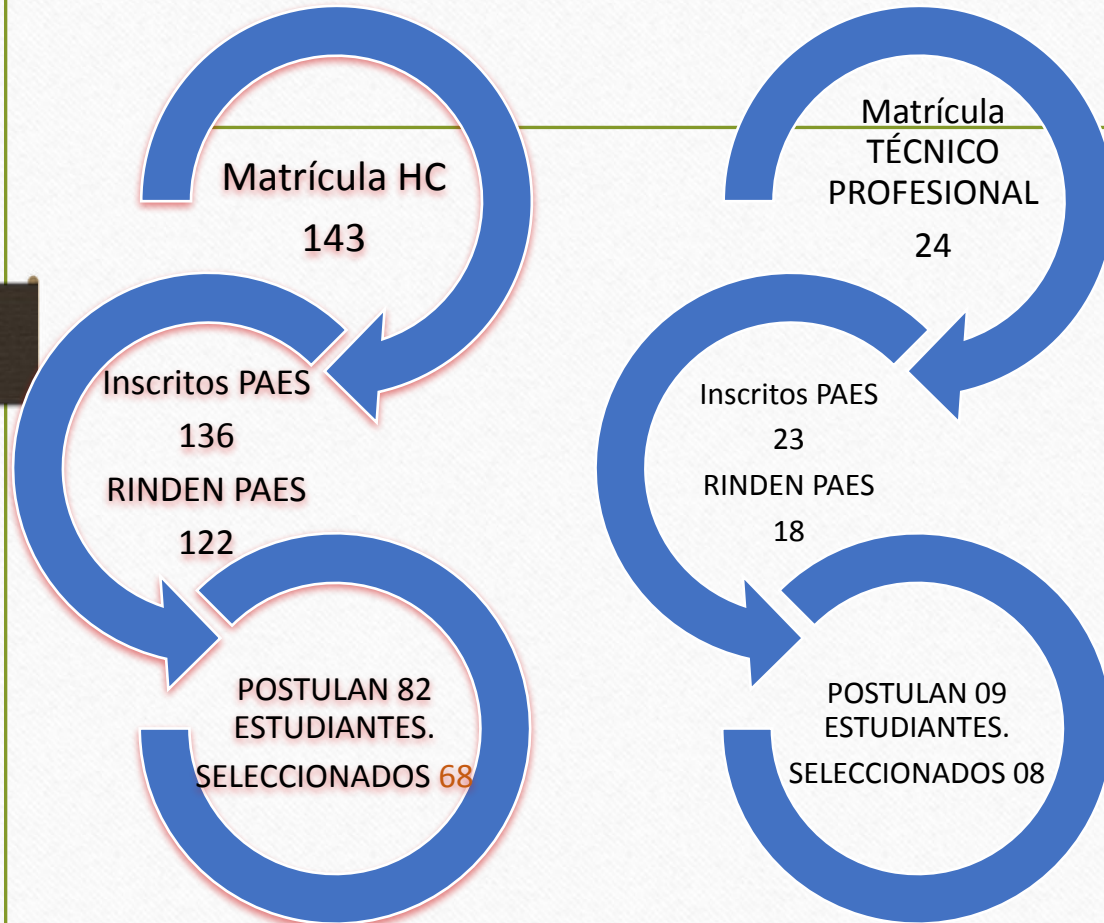 Matrícula HC
143
Inscritos PAES
136
RINDEN PAES
122
POSTULAN 82
ESTUDIANTES.
SELECCIONADOS 68
Matrícula
TÉCNICO
PROFESIONAL
24
Inscritos PAES
23
RINDEN PAES
18
POSTULAN 09
ESTUDIANTES.
SELECCIONADOS 08